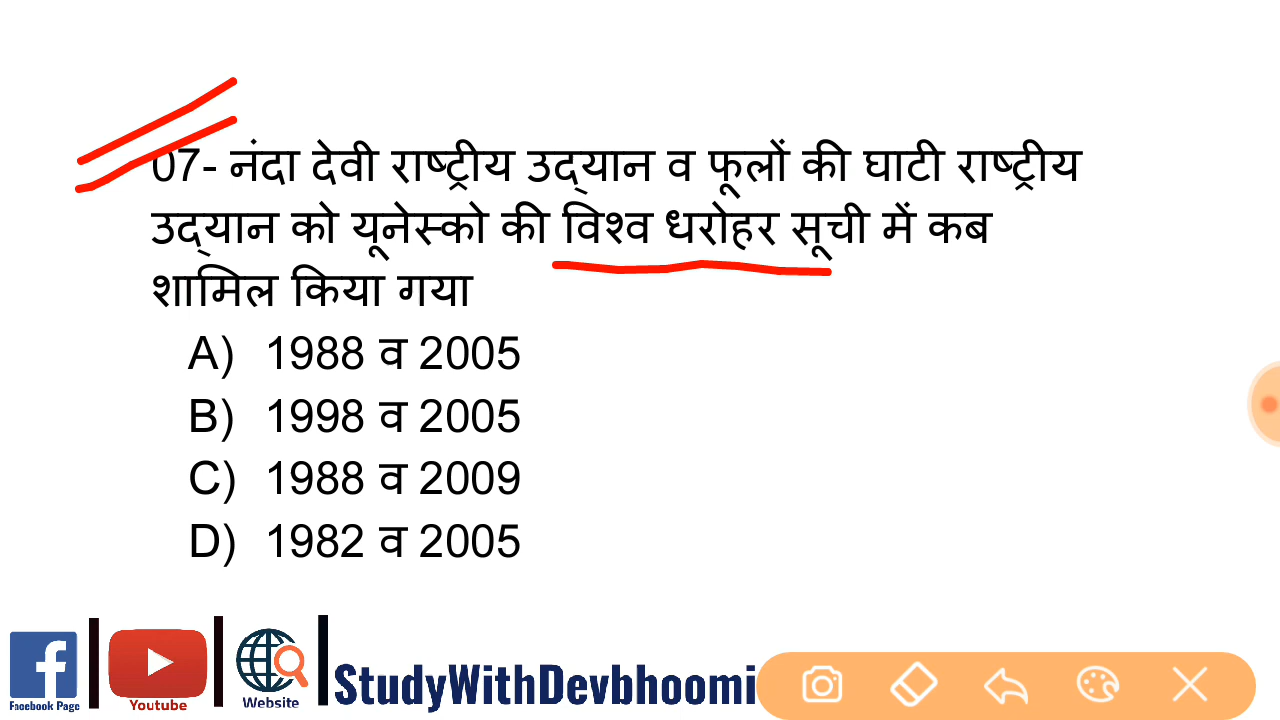 07- नंदा देवी राष्ट्रीय उद्यान व फूलों की घाटी राष्ट्रीय
उद्यान को यूनेस्को की विश्व धरोहर सूची में कब
शामिल किया गया
A) 1988 व 2005
B) 1998 व 2005
C) 1988 व 2009
D) 1982 व 2005
Facebook Page
Youtube
Website
StudyWithDevbhoomi